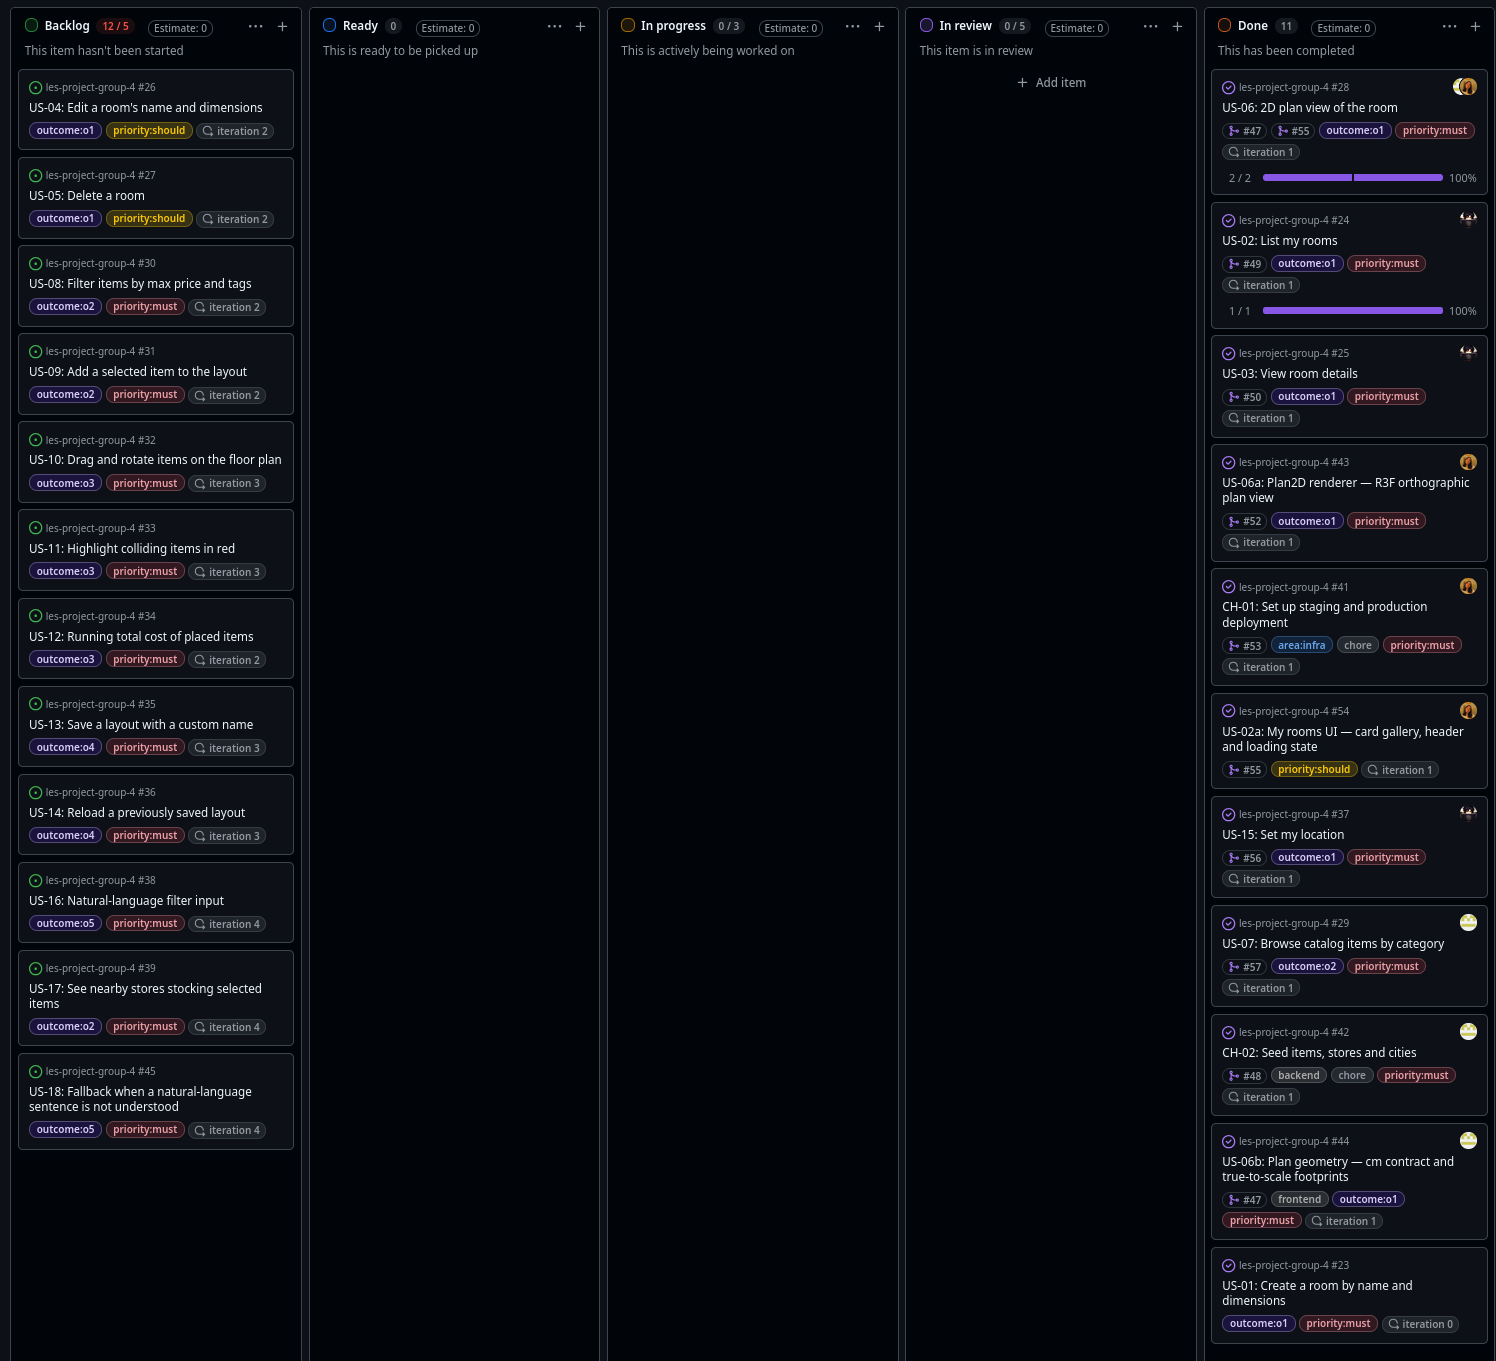 Backlog 12 / 5 Estimate: 0
This item hasn't been started
les-project-group-4 #26
US-04: Edit a room's name and dimensions
outcome:o1 priority:should iteration 2
les-project-group-4 #27
US-05: Delete a room
outcome:o1 priority:should iteration 2
les-project-group-4 #30
US-08: Filter items by max price and tags
outcome:o2 priority:must iteration 2
les-project-group-4 #31
US-09: Add a selected item to the layout
outcome:o2 priority:must iteration 2
les-project-group-4 #32
US-10: Drag and rotate items on the floor plan
outcome:o3 priority:must iteration 3
les-project-group-4 #33
US-11: Highlight colliding items in red
outcome:o3 priority:must iteration 3
les-project-group-4 #34
US-12: Running total cost of placed items
outcome:o3 priority:must iteration 2
les-project-group-4 #35
US-13: Save a layout with a custom name
outcome:o4 priority:must iteration 3
les-project-group-4 #36
US-14: Reload a previously saved layout
outcome:o4 priority:must iteration 3
les-project-group-4 #38
US-16: Natural-language filter input
outcome:o5 priority:must iteration 4
les-project-group-4 #39
US-17: See nearby stores stocking selected
items
outcome:o2 priority:must iteration 4
les-project-group-4 #45
US-18: Fallback when a natural-language
sentence is not understood
outcome:o5 priority:must iteration 4
Ready 0 Estimate: 0
This is ready to be picked up
In progress 0 / 3 Estimate: 0
This is actively being worked on
In review 0 / 5 Estimate: 0
This item is in review
Add item
Done 11 Estimate: 0
This has been completed
les-project-group-4 #28
US-06: 2D plan view of the room
#47 #55 outcome:o1 priority:must
iteration 1
2 / 2 100%
les-project-group-4 #24
US-02: List my rooms
#49 outcome:o1 priority:must
iteration 1
1 / 1 100%
les-project-group-4 #25
US-03: View room details
#50 outcome:o1 priority:must
iteration 1
les-project-group-4 #43
US-06a: Plan2D renderer — R3F orthographic
plan view
#52 outcome:o1 priority:must
iteration 1
les-project-group-4 #41
CH-01: Set up staging and production
deployment
#53 area:infra chore priority:must
iteration 1
les-project-group-4 #54
US-02a: My rooms UI — card gallery, header
and loading state
#55 priority:should iteration 1
les-project-group-4 #37
US-15: Set my location
#56 outcome:o1 priority:must
iteration 1
les-project-group-4 #29
US-07: Browse catalog items by category
#57 outcome:o2 priority:must
iteration 1
les-project-group-4 #42
CH-02: Seed items, stores and cities
#48 backend chore priority:must
iteration 1
les-project-group-4 #44
US-06b: Plan geometry — cm contract and
true-to-scale footprints
#47 frontend outcome:o1
priority:must iteration 1
les-project-group-4 #23
US-01: Create a room by name and
dimensions
outcome:o1 priority:must iteration 0